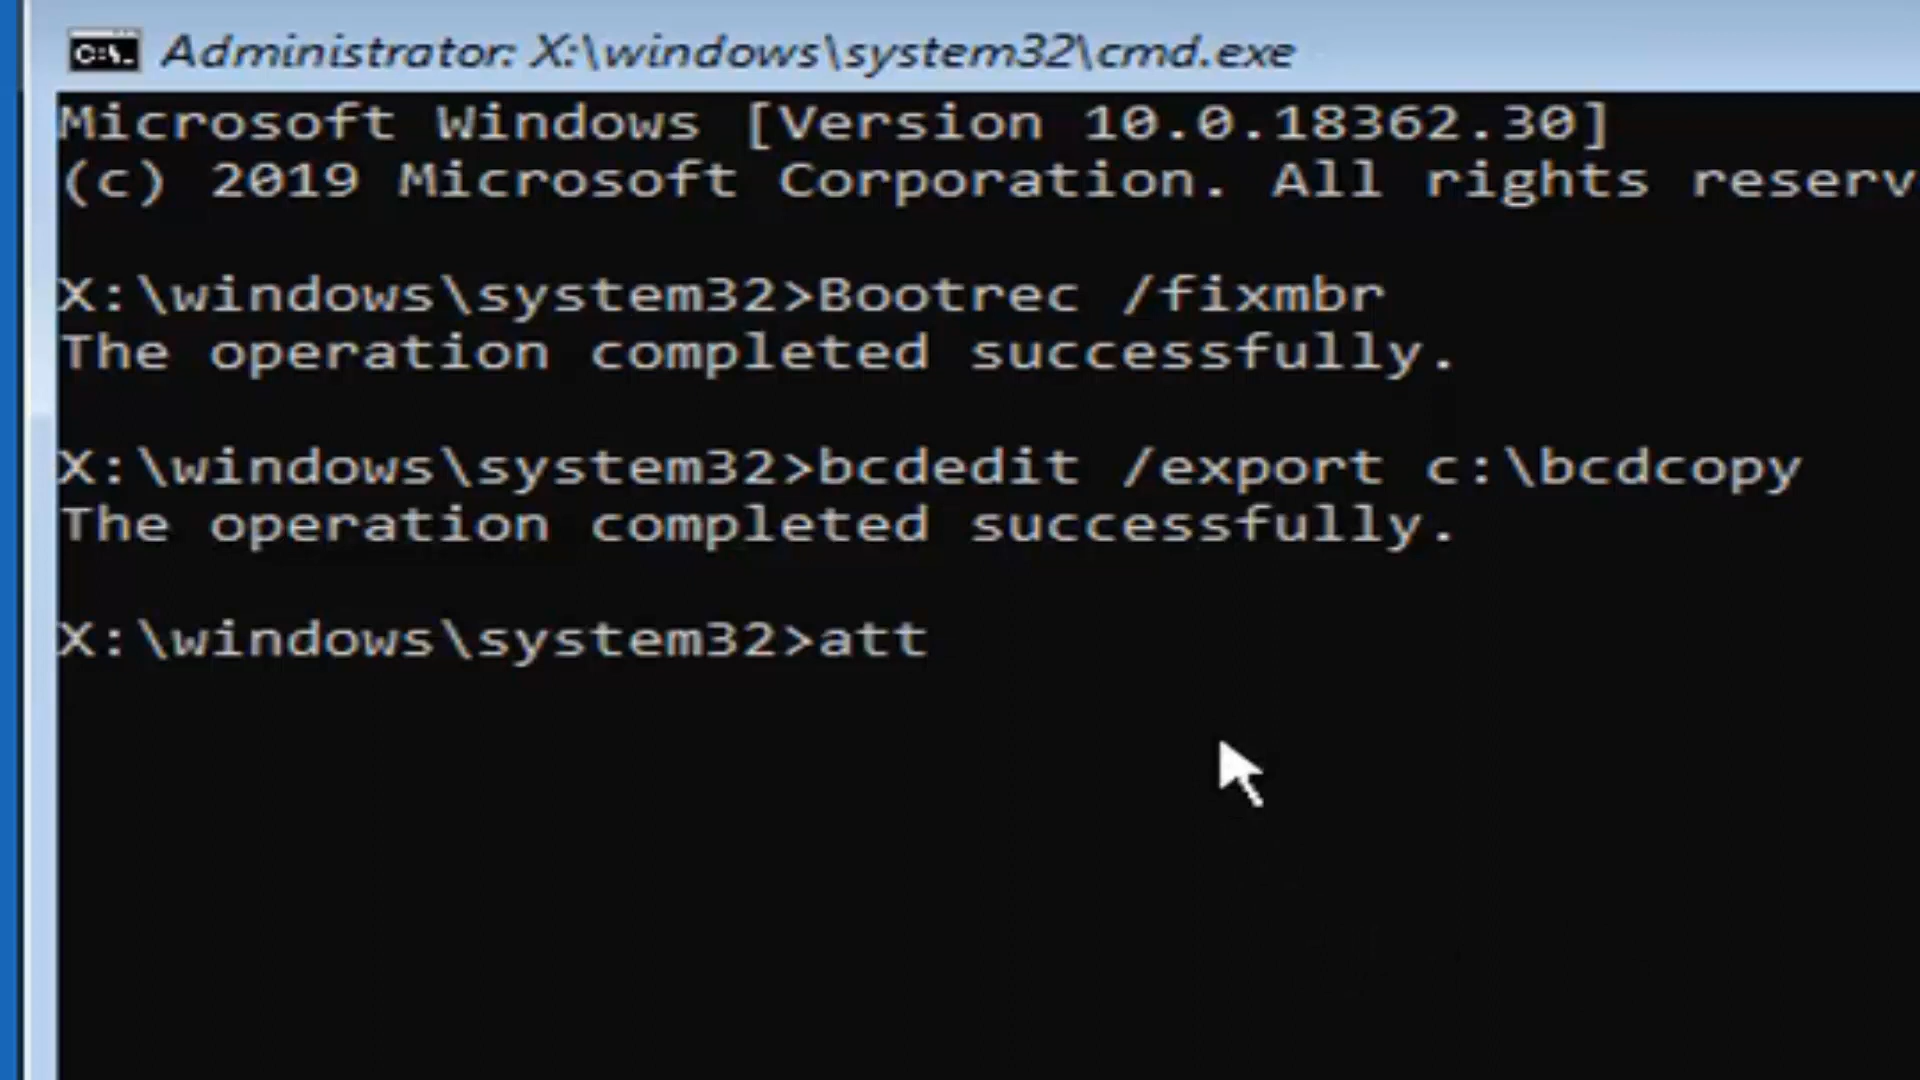 C:\.
Administrator: X:\windows\system32\cmd.exe
Microsoft Windows [Version 10.0.18362.30]
(c) 2019 Microsoft Corporation. All rights reserv
X:\windows\system32>Bootrec /fixmbr
The operation completed successfully.
X:\windows\system32>bcdedit /export c:\bcdcopy
The operation completed successfully.
X:\windows\system32>att